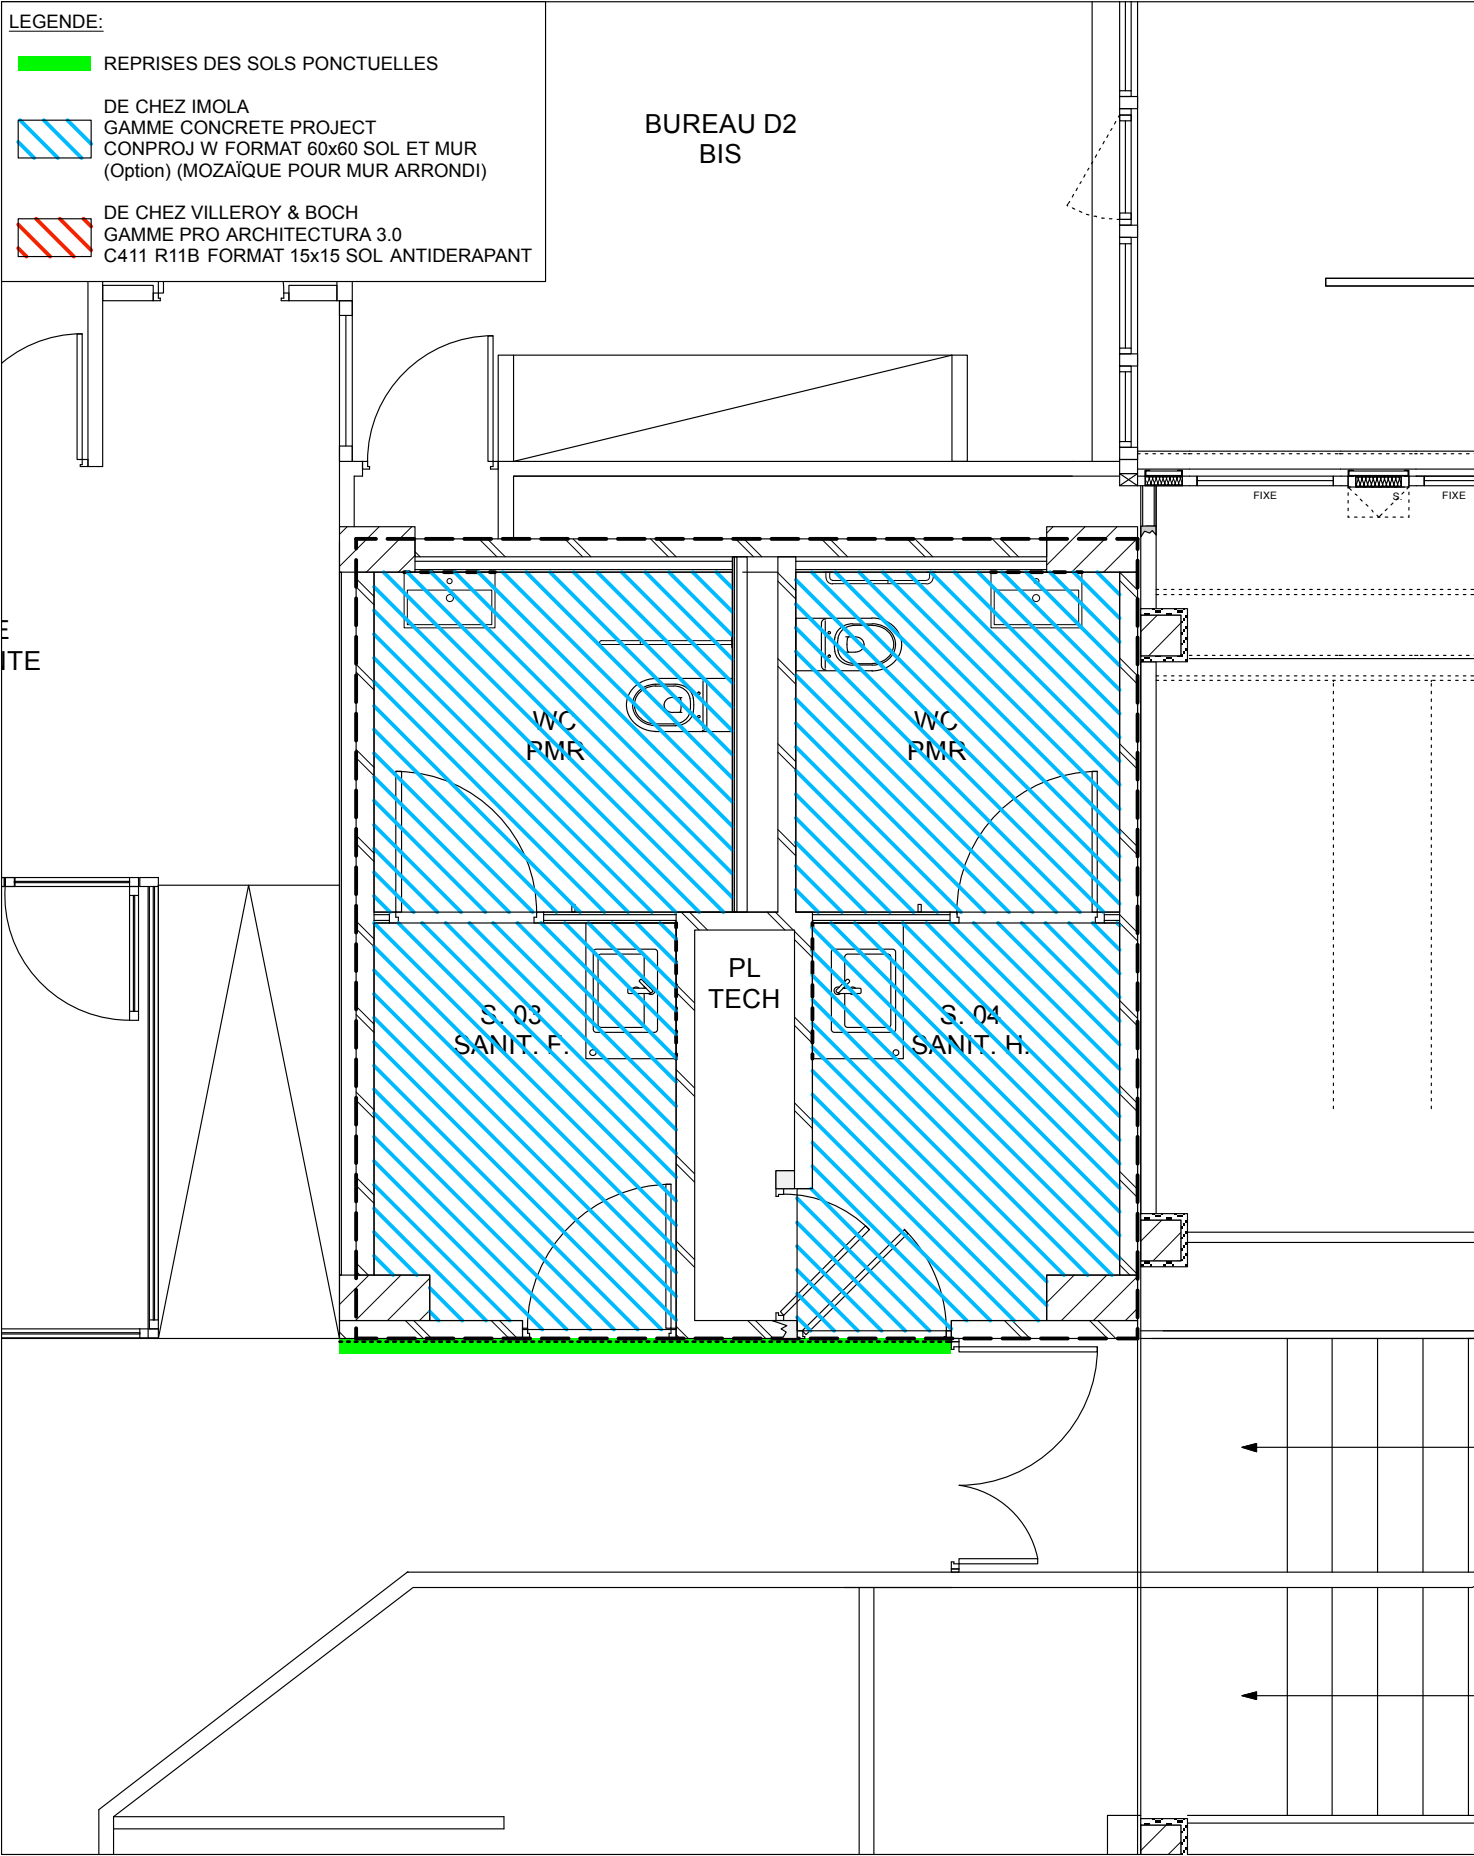 LEGENDE:
REPRISES DES SOLS PONCTUELLES
DE CHEZ IMOLA
GAMME CONCRETE PROJECT
CONPROJ W FORMAT 60x60 SOL ET MUR
(Option) (MOZAÏQUE POUR MUR ARRONDI)
DE CHEZ VILLEROY & BOCH
GAMME PRO ARCHITECTURA 3.0
C411 R11B FORMAT 15x15 SOL ANTIDERAPANT
BUREAU D2
BIS
FIXE
S.
FIXE
E
NTE
WC
PMR
WC
PMR
PL
TECH
S. 03
SANIT. F.
S. 04
SANIT. H.